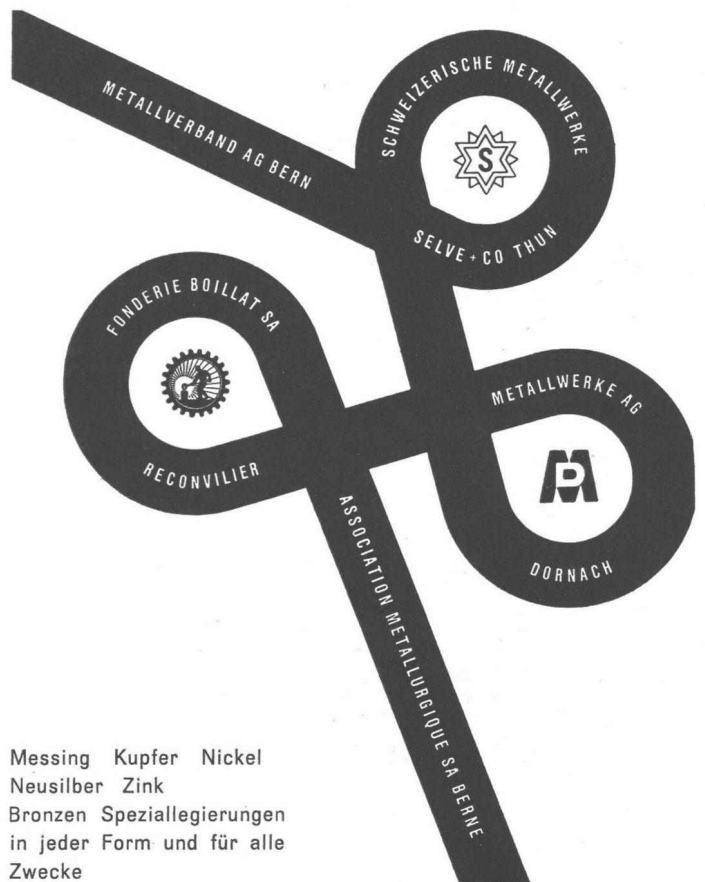 METALLVERBAND AG BERN
SCHWEIZERISCHE METALLWERKE
S
SELVE + CO THUN
FONDERIE BOILLAT SA
RECONVILIER
METALLWERKE AG
MD
DORNACH
ASSOCIATION METALLURGIQUE SA BERNE
Messing Kupfer Nickel
Neusilber Zink
Bronzen Speziallegierungen
in jeder Form und für alle
Zwecke